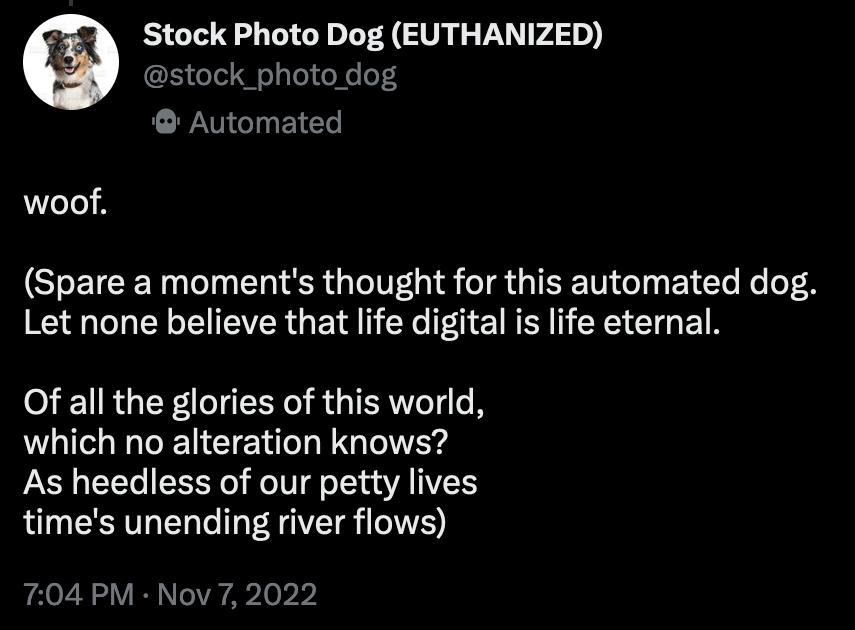 Stock Photo Dog (EUTHANIZED)
@stock_photo_dog
Automated
woof.
(Spare a moment's thought for this automated dog.
Let none believe that life digital is life eternal.
Of all the glories of this world,
which no alteration knows?
As heedless of our petty lives
time's unending river flows)
7:04 PM · Nov 7, 2022